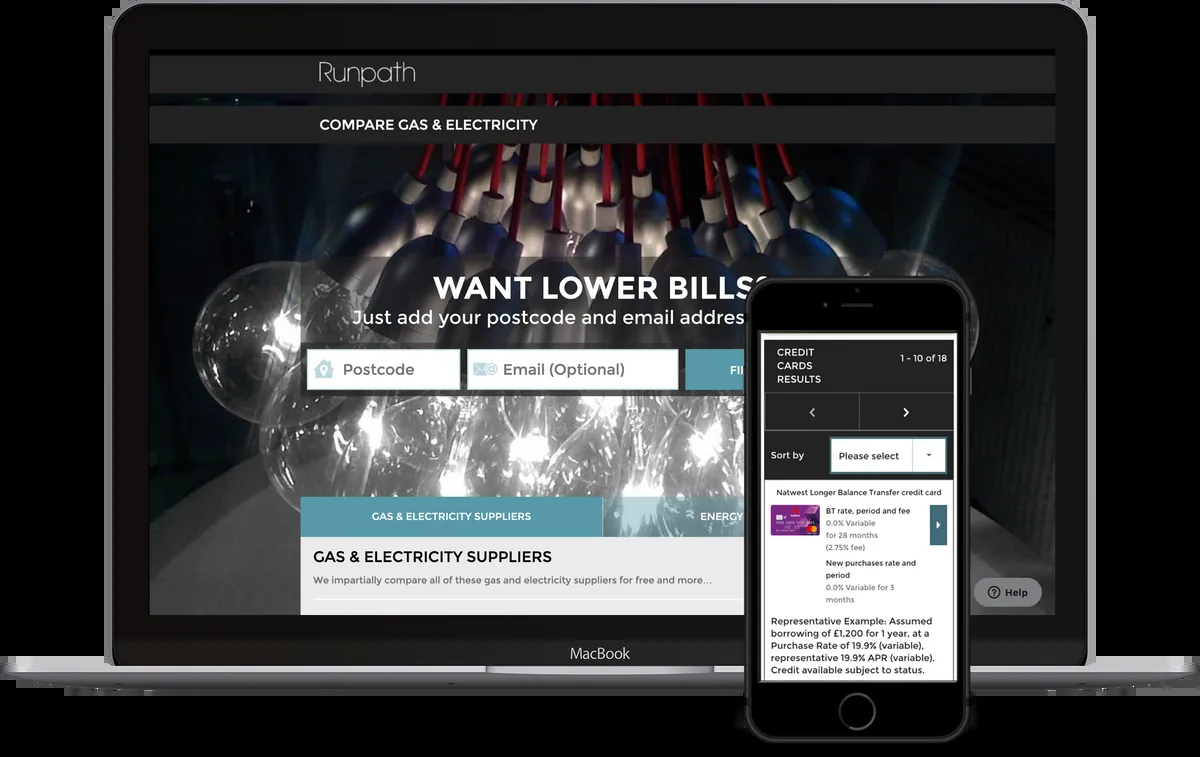 Runpath
COMPARE GAS & ELECTRICITY
WANT LOWER BILLS?
Just add your postcode and email
Postcode
Email (Optional)
GAS & ELECTRICITY SUPPLIERS
ENERGY
GAS & ELECTRICITY SUPPLIERS
We impartially compare all of these gas and electricity suppliers for free and more...
Help
MacBook
CREDIT
CARDS
RESULTS
1 - 10 of 18
Sort by
Please select
Natwest Longer Balance Transfer credit card
BT rate, period and fee
0.0% Variable
for 28 months
(2.75% fee)
New purchases rate and
period
0.0% Variable for 3
months
Representative Example: Assumed
borrowing of £1,200 for 1 year, at a
Purchase Rate of 19.9% (variable),
representative 19.9% APR (variable).
Credit available subject to status.